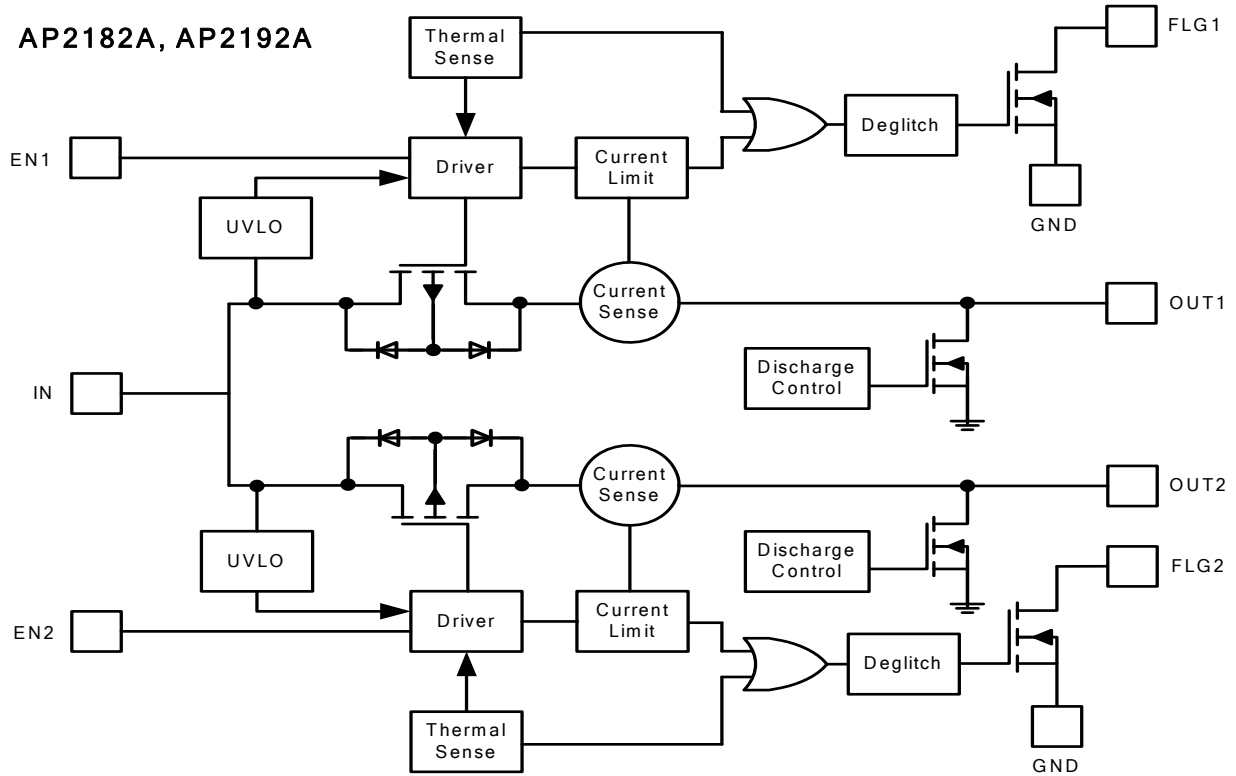 AP2182A, AP2192A
Thermal
Sense
FLG1
Deglitch
EN1
Driver
Current
Limit
UVLO
GND
Current
Sense
OUT1
Discharge
Control
IN
Current
Sense
OUT2
UVLO
Discharge
Control
FLG2
EN2
Driver
Current
Limit
Deglitch
Thermal
Sense
GND